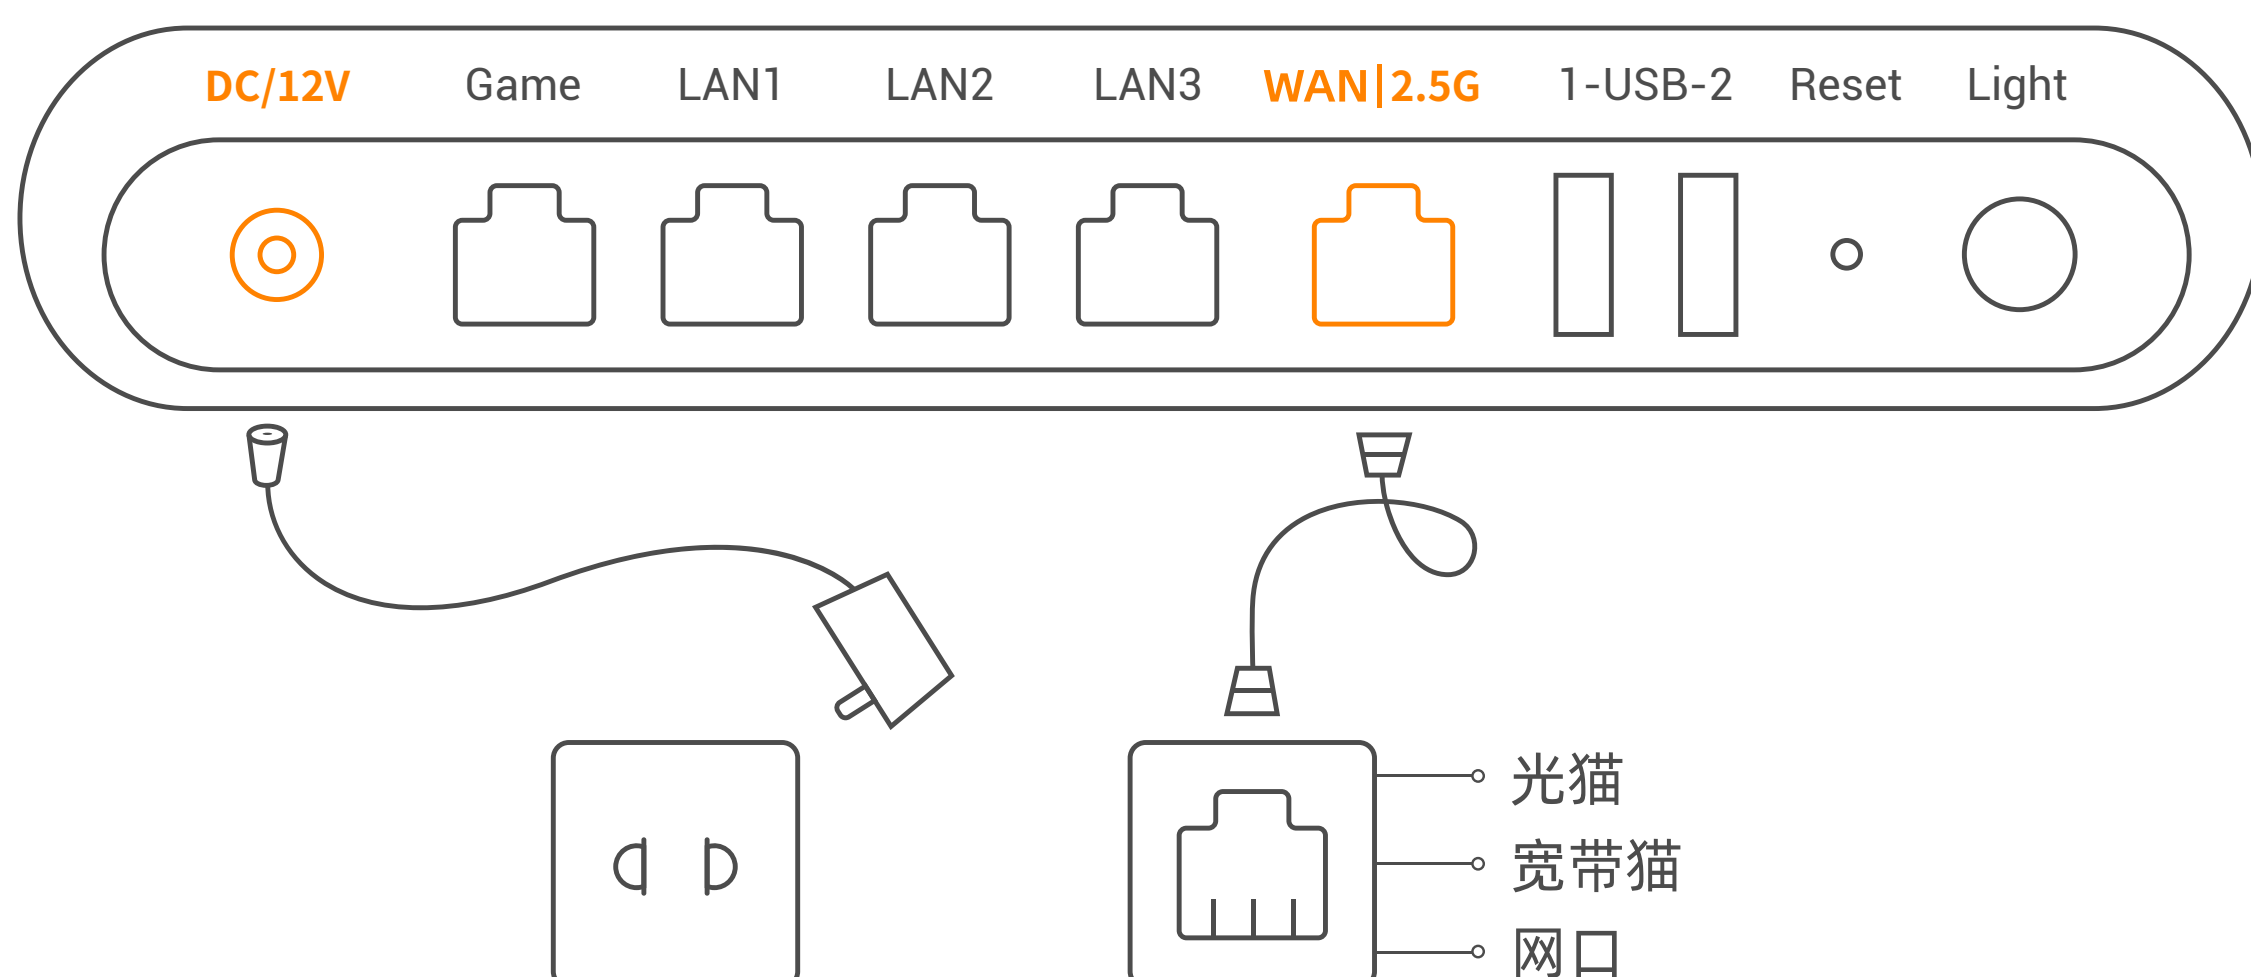 DC/12V Game LAN1 LAN2 LAN3 WAN|2.5G 1-USB-2 Reset Light
光猫
宽带猫
网口